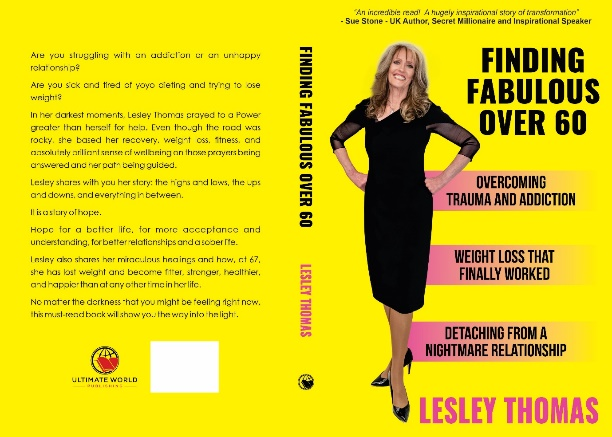 Are you struggling with an addiction or an unhappy
relationship?
Are you sick and tired of yoyo dieting and trying to lose
weight?
In her darkest moments, Lesley Thomas prayed to a Power
greater than herself for help. Even though the road was
rocky, she based her recovery, weight loss, fitness, and
absolutely brilliant sense of wellbeing on those prayers being
answered and her path being guided.
Lesley shares with you her story: the highs and lows, the ups
and downs, and everything in between.
It is a story of hope.
Hope for a better life, for more acceptance and
understanding, for better relationships and a sober life.
Lesley also shares her miraculous healings and how, at 67,
she has lost weight and become fitter, stronger, healthier,
and happier than at any other time in her life.
No matter the darkness that you might be feeling right now,
this must-read book will show you the way into the light.
ULTIMATE WORLD
PUBLISHING
FINDING FABULOUS OVER 60
LESLEY THOMAS
"An incredible read! A hugely inspirational story of transformation"
- Sue Stone - UK Author, Secret Millionaire and Inspirational Speaker
FINDING
FABULOUS
OVER 60
OVERCOMING
TRAUMA AND ADDICTION
WEIGHT LOSS THAT
FINALLY WORKED
DETACHING FROM A
NIGHTMARE RELATIONSHIP
LESLEY THOMAS